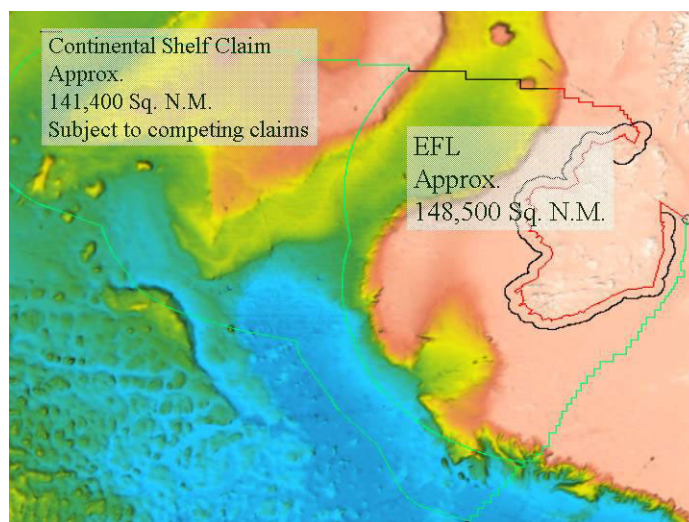 Continental Shelf Claim
Approx.
141,400 Sq. N.M.
Subject to competing claims
EFL
Approx.
148,500 Sq. N.M.